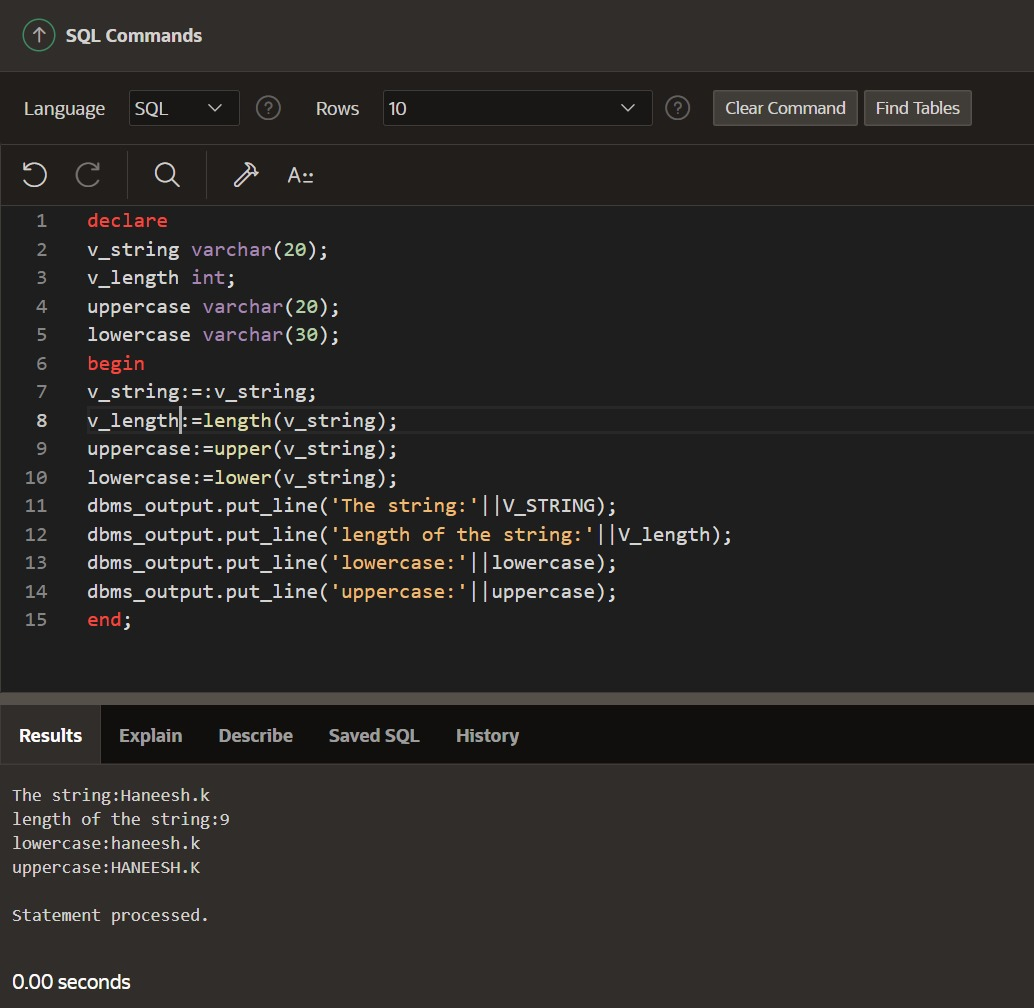 SQL Commands
Language SQL ? Rows 10 ? Clear Command Find Tables
A
1 declare
2 v_string varchar(20);
3 v_length int;
4 uppercase varchar(20);
5 lowercase varchar(30);
6 begin
7 v_string:=:v_string;
8 v_length:=length(v_string);
9 uppercase:=upper(v_string);
10 lowercase:=lower(v_string);
11 dbms_output.put_line('The string:'||V_STRING);
12 dbms_output.put_line('length of the string:'||V_length);
13 dbms_output.put_line('lowercase:'||lowercase);
14 dbms_output.put_line('uppercase:'||uppercase);
15 end;
Results Explain Describe Saved SQL History
The string:Haneesh.k
length of the string:9
lowercase:haneesh.k
uppercase:HANEESH.K
Statement processed.
0.00 seconds